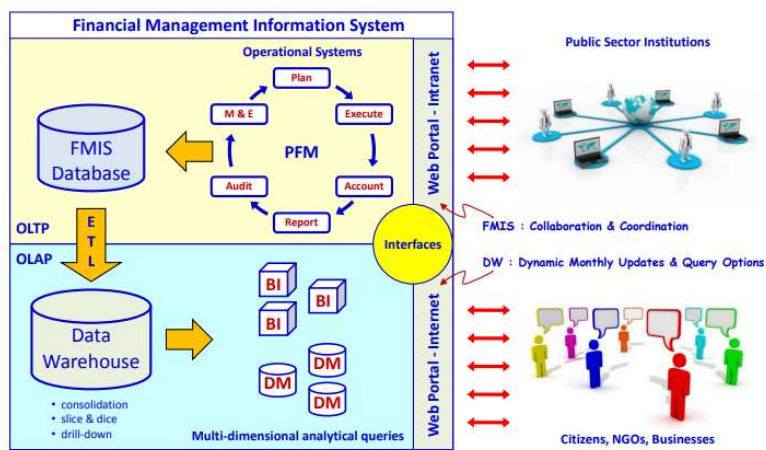 Financial Management Information System
Operational Systems
Plan
Execute
Account
Report
Audit
M & E
PFM
FMIS
Database
OLTP
E
T
L
OLAP
Data
Warehouse
• consolidation
• slice & dice
• drill-down
BI
BI
BI
DM
DM
DM
Multi-dimensional analytical queries
Web Portal - Intranet
Interfaces
Web Portal - Internet
Public Sector Institutions
FMIS : Collaboration & Coordination
DW : Dynamic Monthly Updates & Query Options
Citizens, NGOs, Businesses